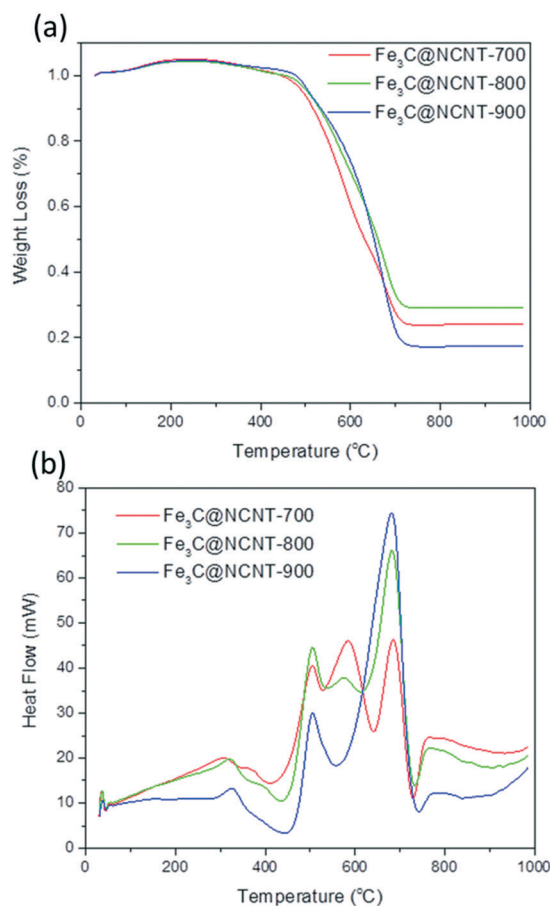 (a)
Fe₃C@NCNT-700
Fe₃C@NCNT-800
Fe₃C@NCNT-900
1.0
0.8
0.6
0.4
0.2
0.0
Weight Loss (%)
0 200 400 600 800 1000
Temperature (°C)
(b)
Fe₃C@NCNT-700
Fe₃C@NCNT-800
Fe₃C@NCNT-900
80
70
60
50
40
30
20
10
0
Heat Flow (mW)
0 200 400 600 800 1000
Temperature (°C)